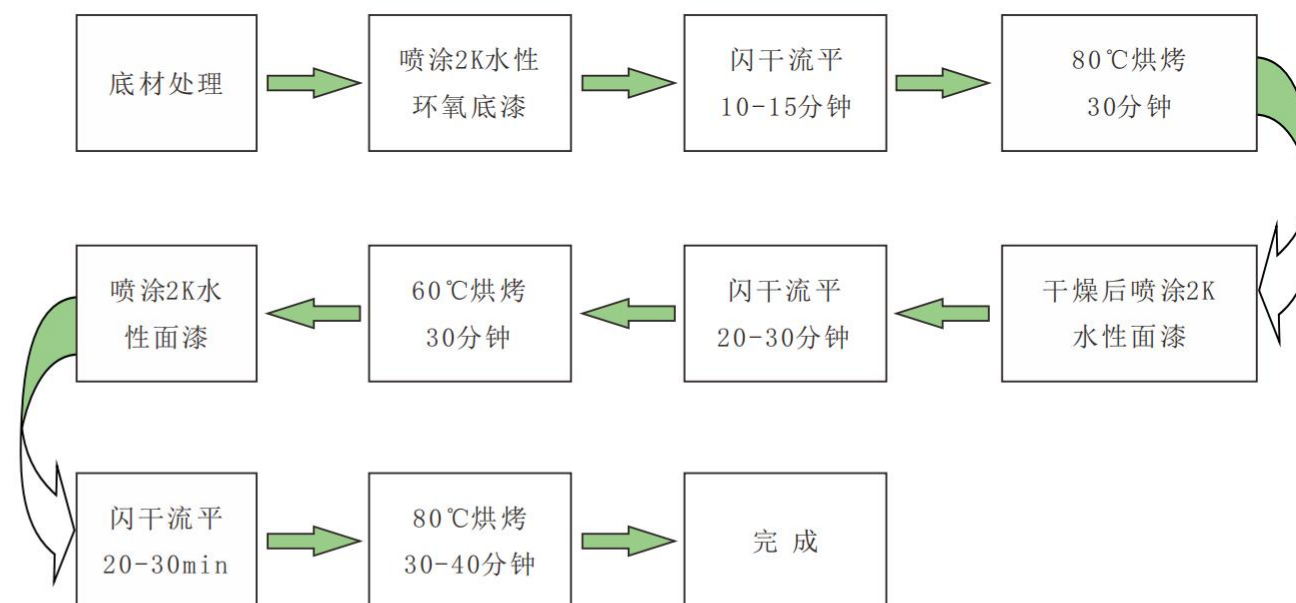 底材处理
喷涂2K水性
环氧底漆
闪干流平
10-15分钟
80℃烘烤
30分钟
干燥后喷涂2K
水性面漆
闪干流平
20-30分钟
60℃烘烤
30分钟
喷涂2K水
性面漆
闪干流平
20-30min
80℃烘烤
30-40分钟
完 成